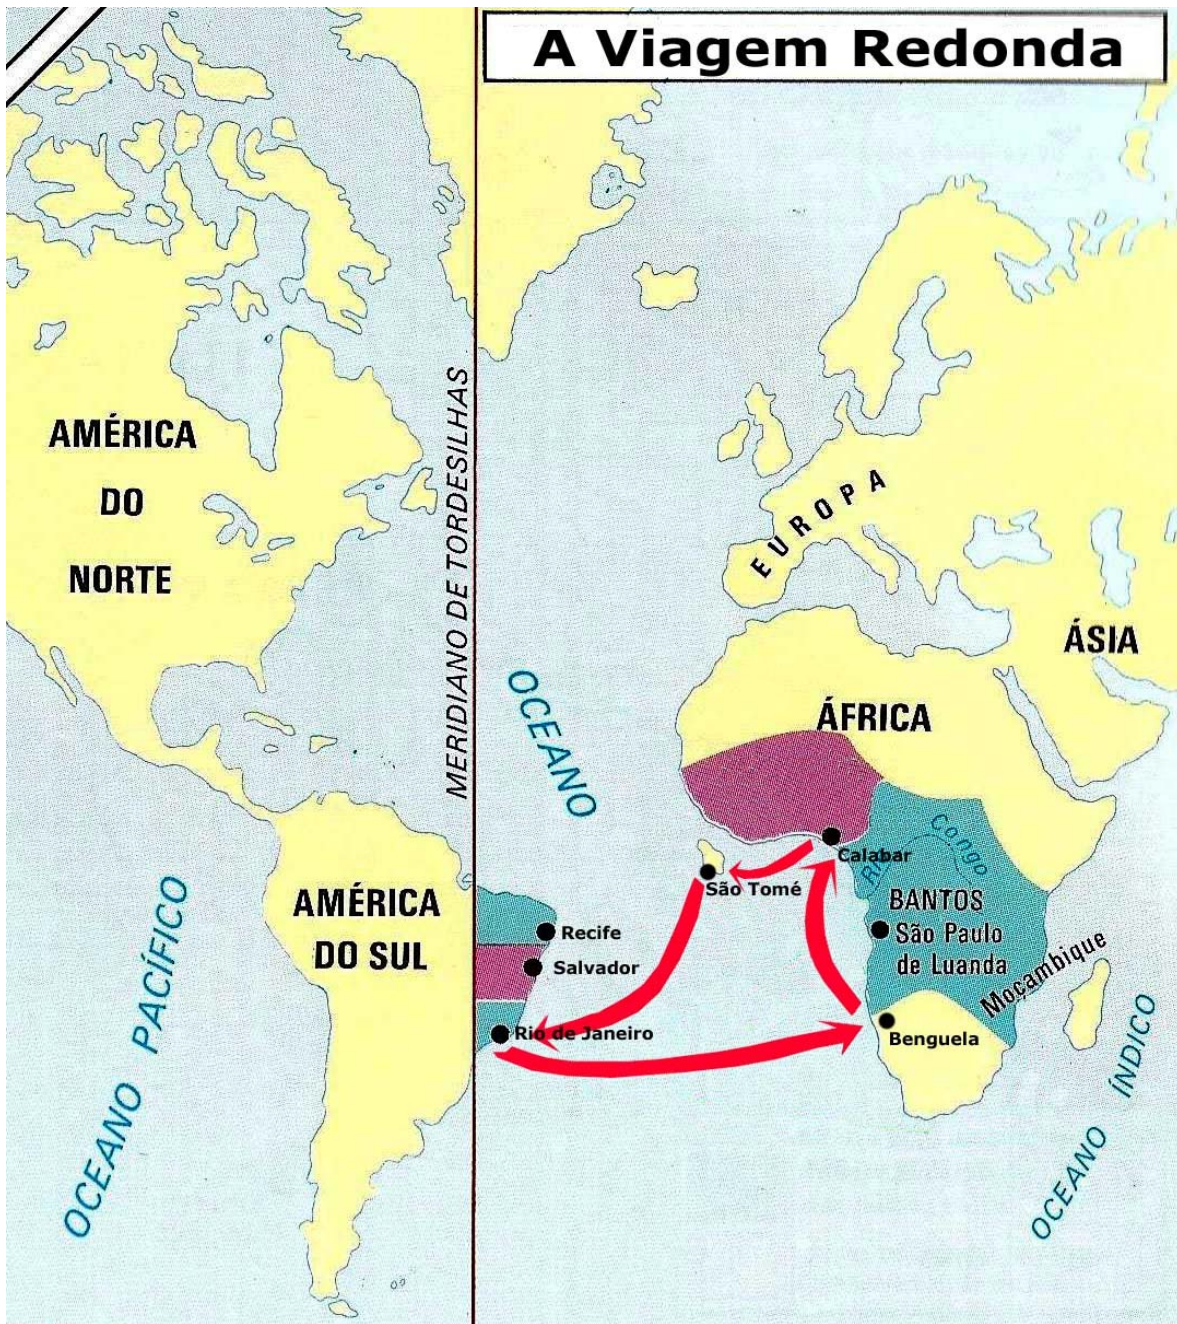 A Viagem Redonda
AMÉRICA
DO
NORTE
MERIDIANO DE TORDESILHAS
EUROPA
ÁSIA
OCEANO
ÁFRICA
Congo
Calabar
São Tomé
BANTOS
São Paulo
de Luanda
Moçambique
Benguela
AMÉRICA
DO SUL
Recife
Salvador
Rio de Janeiro
OCEANO PACÍFICO
OCEANO ÍNDICO